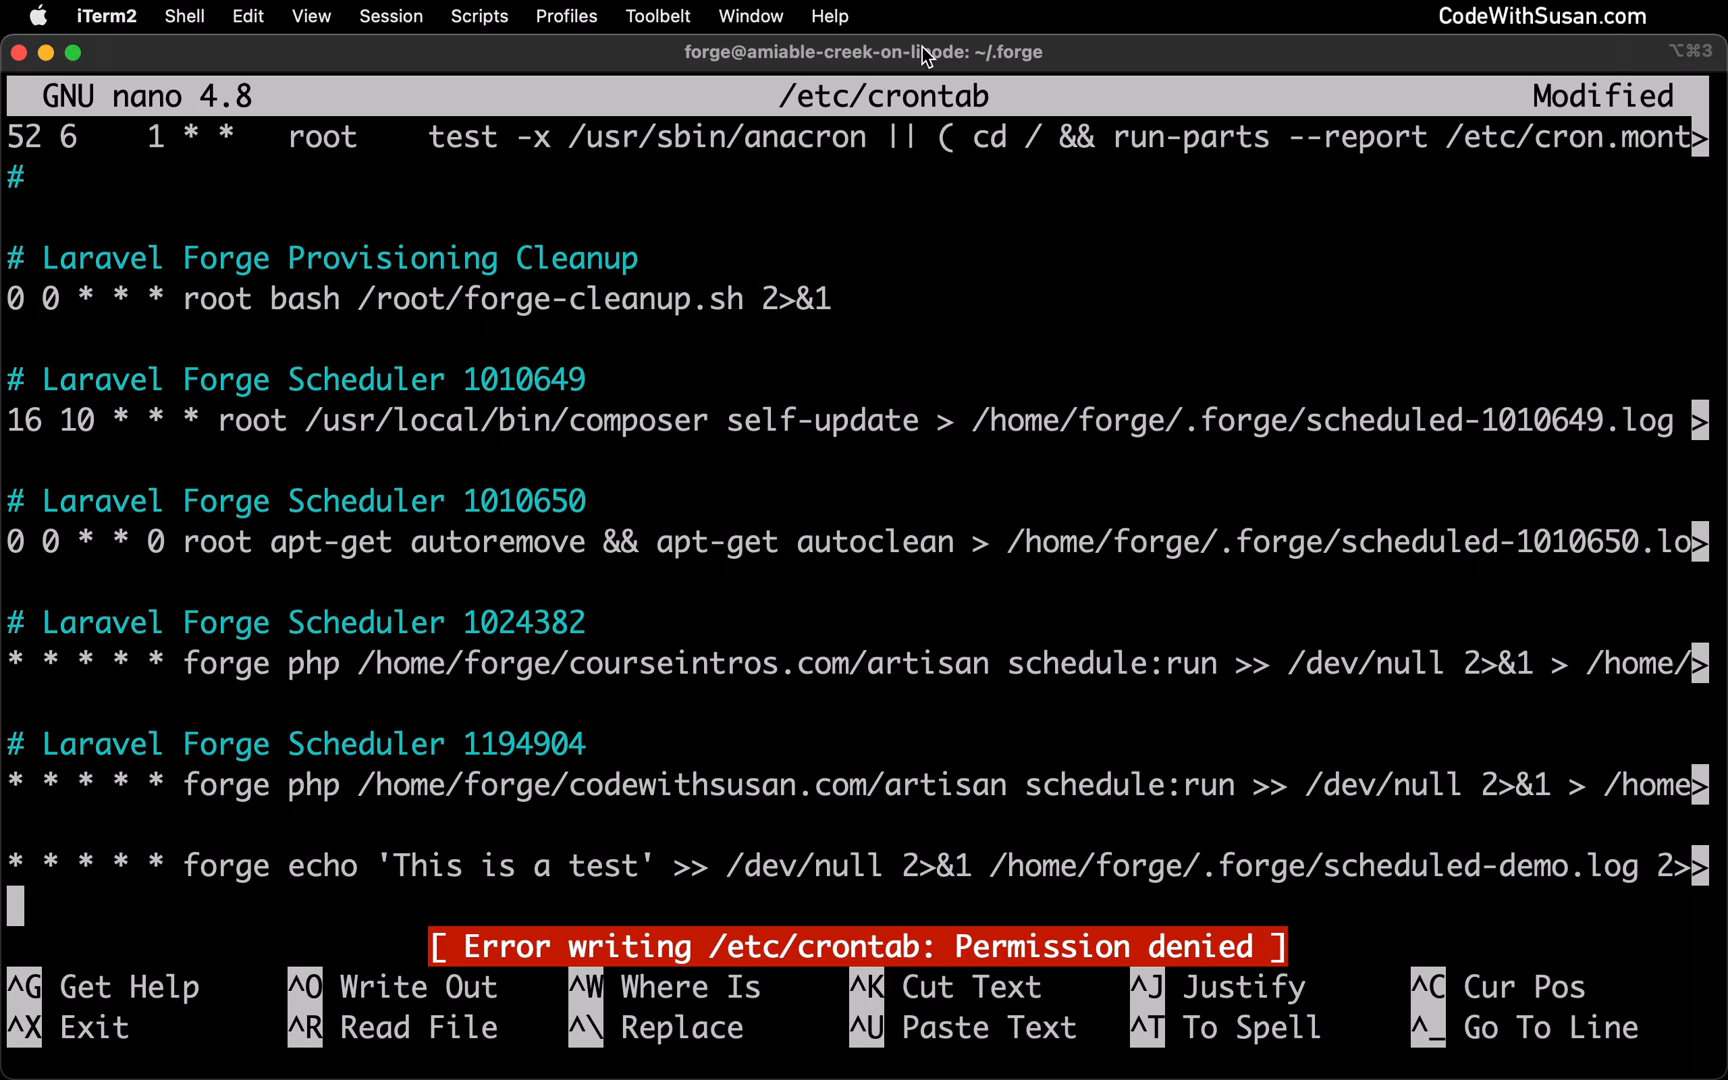 iTerm2 Shell Edit View Session Scripts Profiles Toolbelt Window Help CodeWithSusan.com
forge@amiable-creek-on-linode: ~/.forge ⌥⌘3
GNU nano 4.8 /etc/crontab Modified
52 6    1 * *   root    test -x /usr/sbin/anacron || ( cd / && run-parts --report /etc/cron.mont>
#
# Laravel Forge Provisioning Cleanup
0 0 * * * root bash /root/forge-cleanup.sh 2>&1
# Laravel Forge Scheduler 1010649
16 10 * * * root /usr/local/bin/composer self-update > /home/forge/.forge/scheduled-1010649.log >
# Laravel Forge Scheduler 1010650
0 0 * * 0 root apt-get autoremove && apt-get autoclean > /home/forge/.forge/scheduled-1010650.lo>
# Laravel Forge Scheduler 1024382
* * * * * forge php /home/forge/courseintros.com/artisan schedule:run >> /dev/null 2>&1 > /home/>
# Laravel Forge Scheduler 1194904
* * * * * forge php /home/forge/codewithsusan.com/artisan schedule:run >> /dev/null 2>&1 > /home>
* * * * * forge echo 'This is a test' >> /dev/null 2>&1 /home/forge/.forge/scheduled-demo.log 2>>
[ Error writing /etc/crontab: Permission denied ]
^G Get Help ^O Write Out ^W Where Is ^K Cut Text ^J Justify ^C Cur Pos
^X Exit ^R Read File ^\ Replace ^U Paste Text ^T To Spell ^_ Go To Line